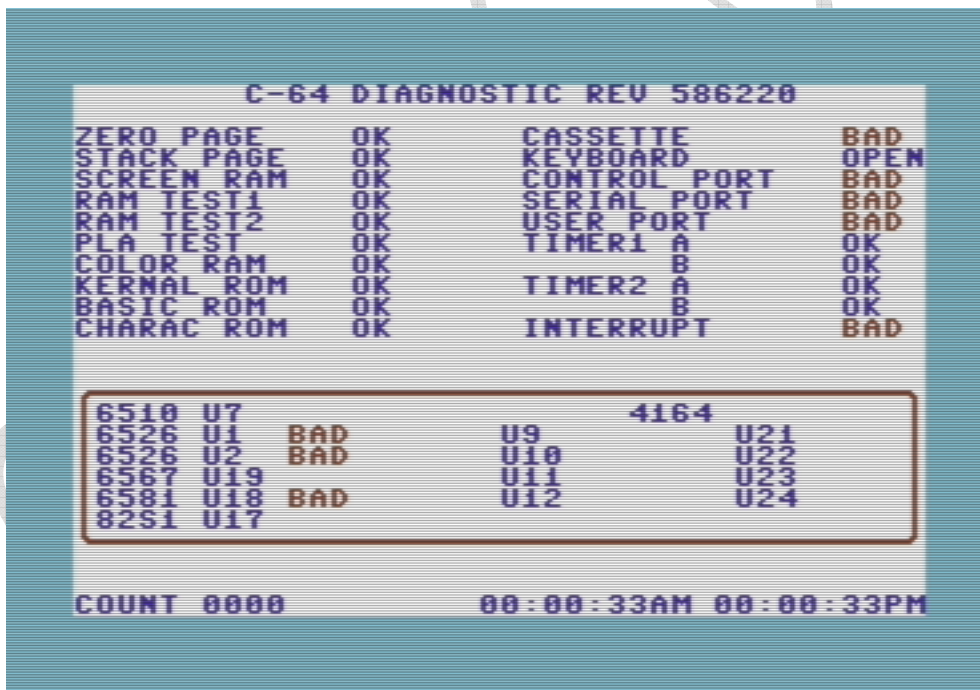 C-64 DIAGNOSTIC REV 586220
ZERO PAGE OK CASSETTE BAD
STACK PAGE OK KEYBOARD OPEN
SCREEN RAM OK CONTROL PORT BAD
RAM TEST1 OK SERIAL PORT BAD
RAM TEST2 OK USER PORT BAD
PLA TEST OK TIMER1 A OK
COLOR RAM OK B OK
KERNAL ROM OK TIMER2 A OK
BASIC ROM OK B OK
CHARAC ROM OK INTERRUPT BAD
6510 U7 4164
6526 U1 BAD U9 U21
6526 U2 BAD U10 U22
6567 U19 U11 U23
6581 U18 BAD U12 U24
82S1 U17
COUNT 0000 00:00:33AM 00:00:33PM